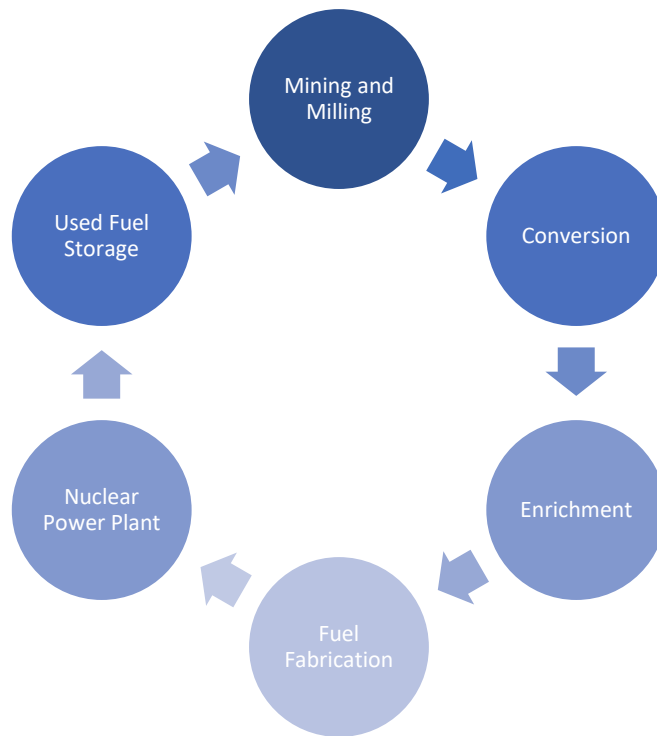 Mining and
Milling
Conversion
Enrichment
Fuel
Fabrication
Nuclear
Power Plant
Used Fuel
Storage